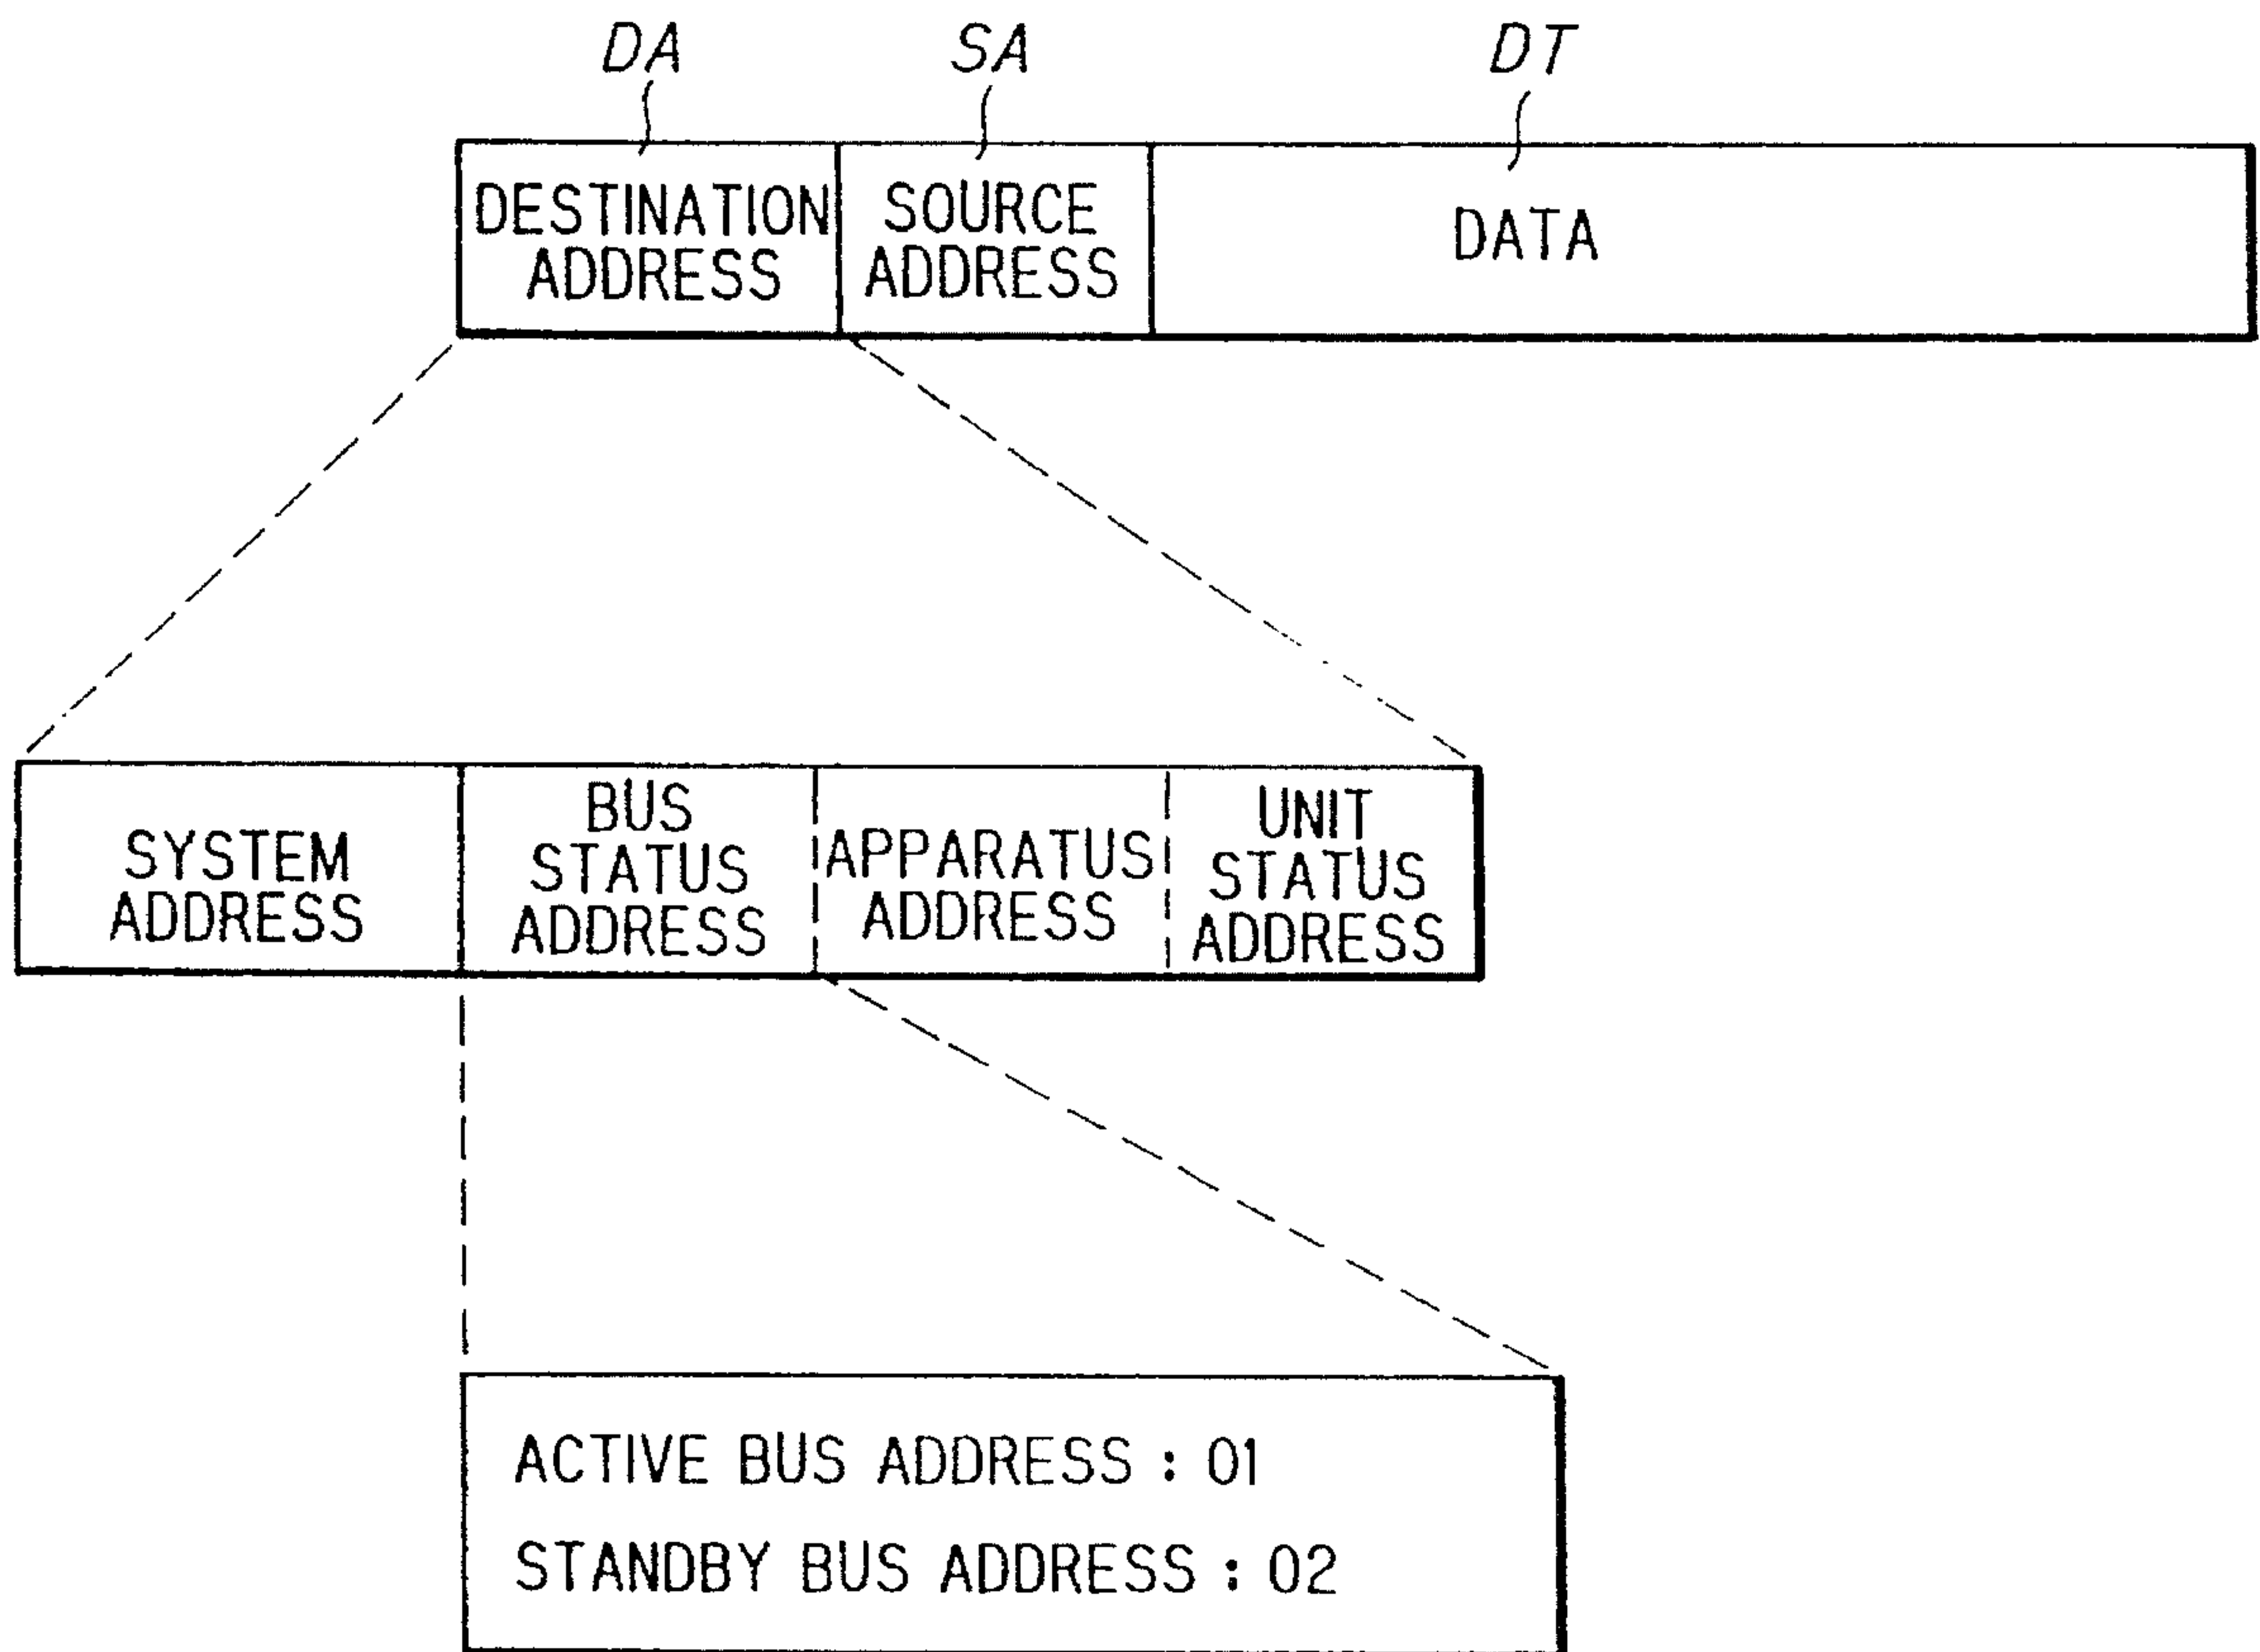 DA SA DT
DESTINATION ADDRESS
SOURCE ADDRESS
DATA
SYSTEM ADDRESS
BUS STATUS ADDRESS
APPARATUS ADDRESS
UNIT STATUS ADDRESS
ACTIVE BUS ADDRESS : 01
STANDBY BUS ADDRESS : 02